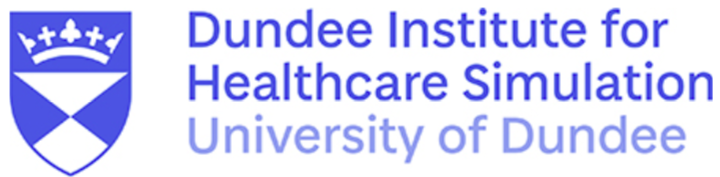 Dundee Institute for
Healthcare Simulation
University of Dundee